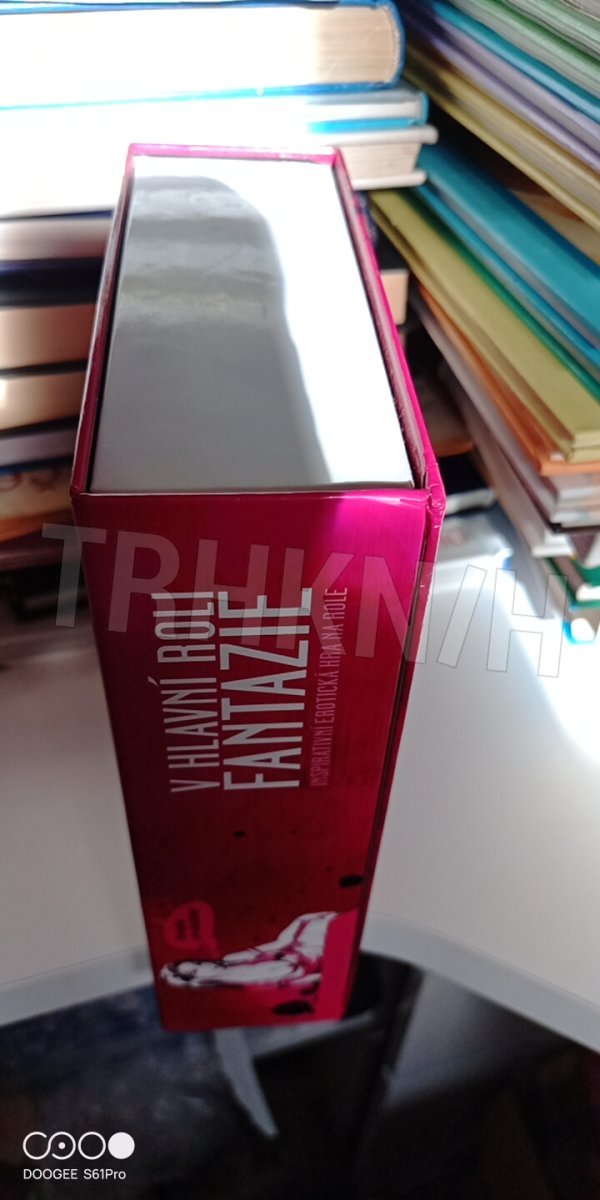 V HLAVNÍ ROLI
FANTAZIE
INSPIRATIVNÍ EROTICKÁ HRA NA ROLE
TRHKNIH
DOOGEE S61Pro